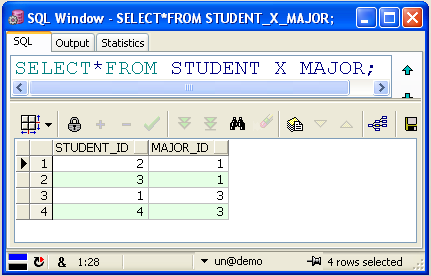 SQL Window - SELECT*FROM STUDENT_X_MAJOR;
SQL Output Statistics
SELECT*FROM STUDENT X MAJOR;
STUDENT_ID MAJOR_ID
1 2 1
2 3 1
3 1 3
4 4 3
& 1:28 un@demo 4 rows selected